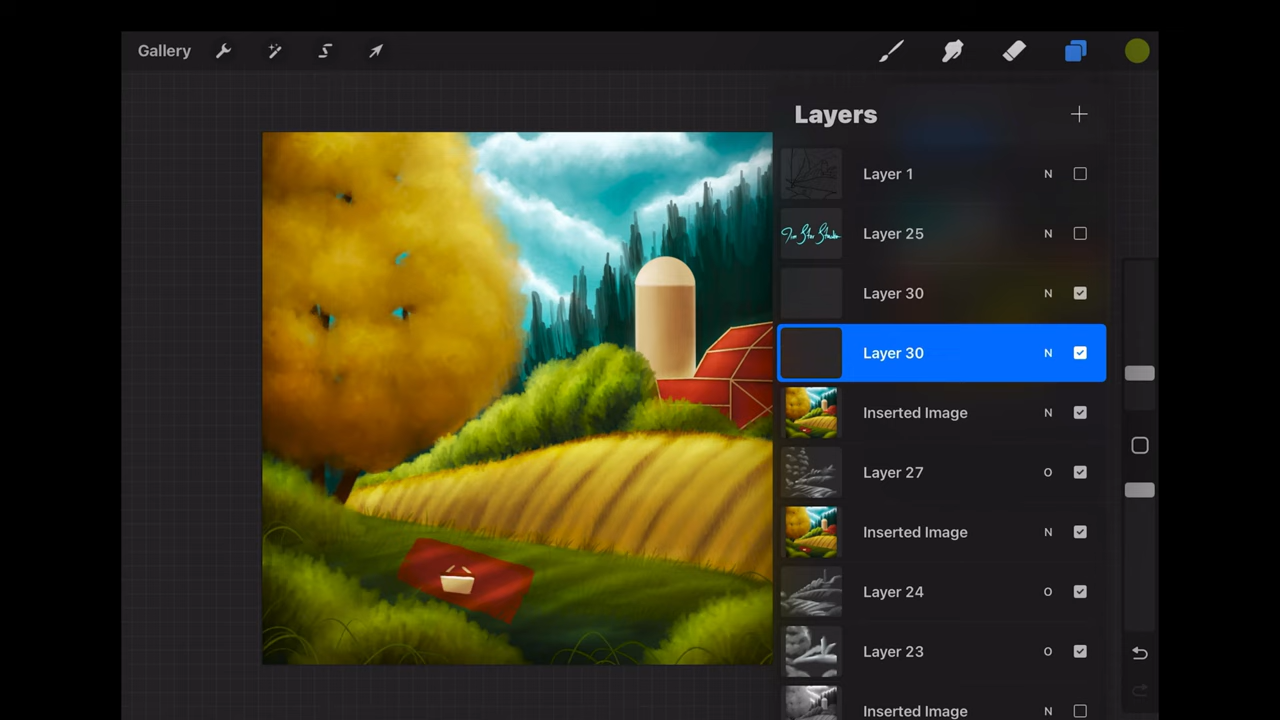 Gallery
Layers
Layer 1 N
Layer 25 N
Layer 30 N
Layer 30 N
Inserted Image N
Layer 27 O
Inserted Image N
Layer 24 O
Layer 23 O
Inserted Image N